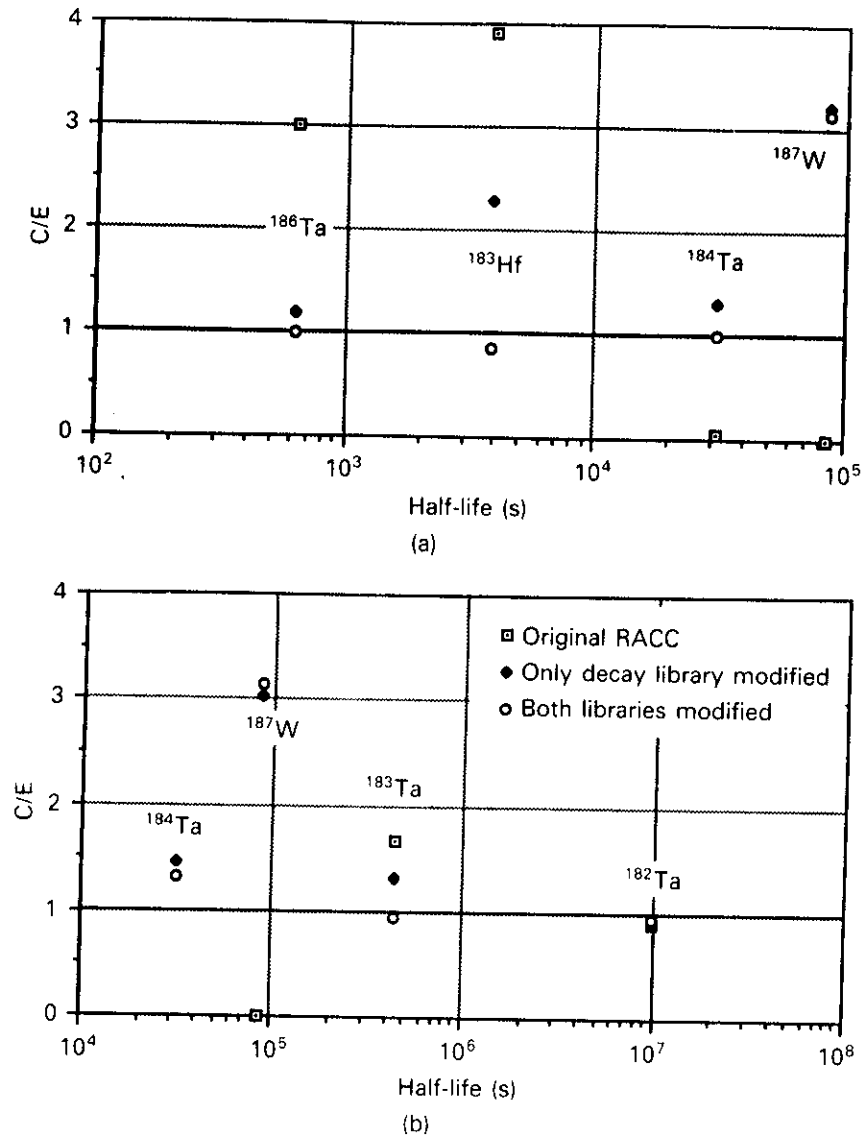 4
3
2
1
0
C/E
¹⁸⁶Ta
¹⁸³Hf
¹⁸⁴Ta
¹⁸⁷W
10² 10³ 10⁴ 10⁵
Half-life (s)
(a)
4
3
2
1
0
C/E
Original RACC
Only decay library modified
Both libraries modified
¹⁸⁷W
¹⁸⁴Ta
¹⁸³Ta
¹⁸²Ta
10⁴ 10⁵ 10⁶ 10⁷ 10⁸
Half-life (s)
(b)